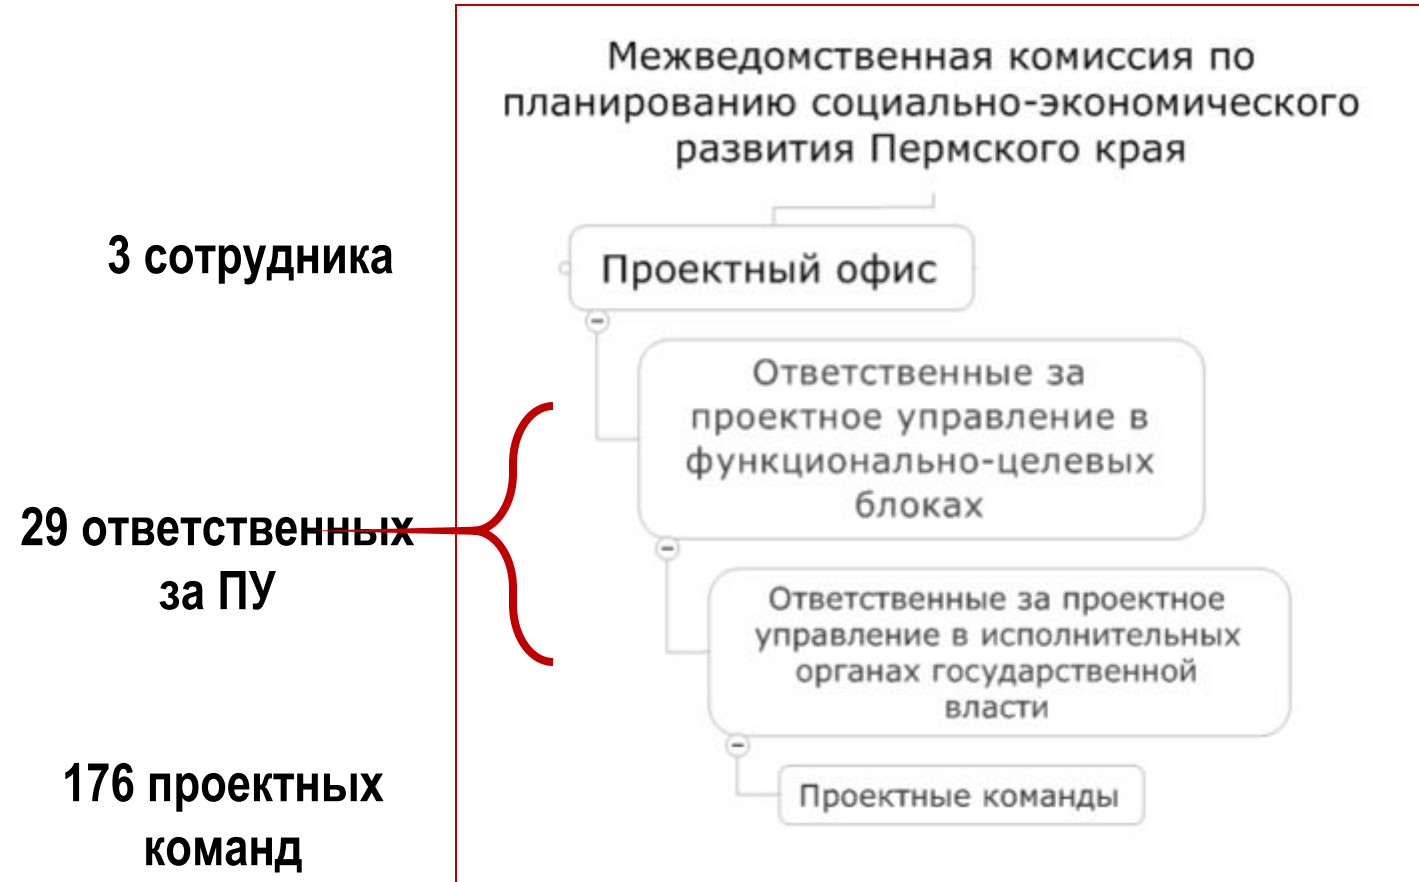 Межведомственная комиссия по
планированию социально-экономического
развития Пермского края
3 сотрудника
Проектный офис
Ответственные за
проектное управление в
функционально-целевых
блоках
29 ответственных
за ПУ
Ответственные за проектное
управление в исполнительных
органах государственной
власти
176 проектных
команд
Проектные команды